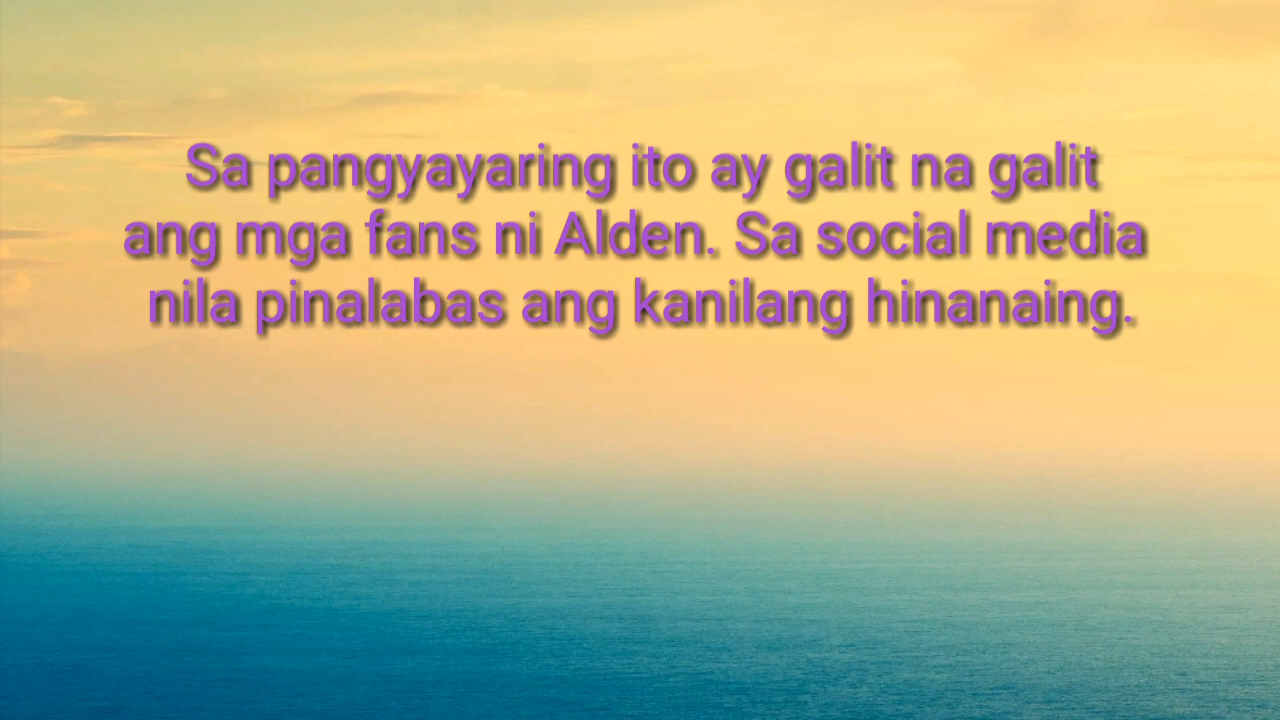 Sa pangyayaring ito ay galit na galit
ang mga fans ni Alden. Sa social media
nila pinalabas ang kanilang hinanaing.